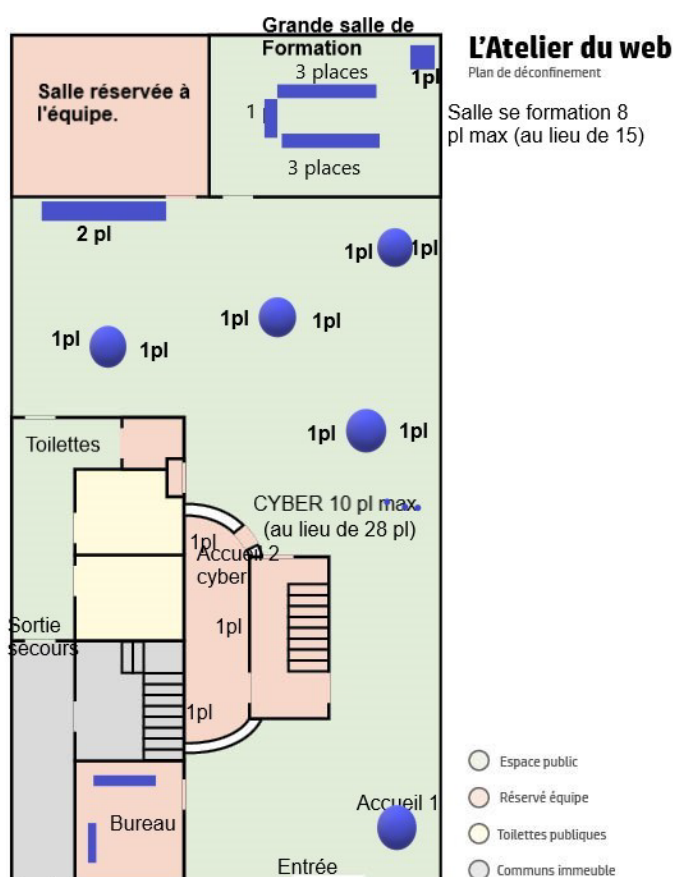 Grande salle de
Formation
L'Atelier du web
Plan de déconfinement
1pl
3 places
Salle réservée à
l'équipe.
1
Salle se formation 8
pl max (au lieu de 15)
3 places
2 pl
1pl
1pl
1pl
1pl
1pl
1pl
1pl
1pl
Toilettes
CYBER 10 pl max
(au lieu de 28 pl)
1pl
Accueil 2
cyber
1pl
Sortie
secours
1pl
Espace public
Réservé équipe
Accueil 1
Bureau
Toilettes publiques
Entrée
Communs immeuble